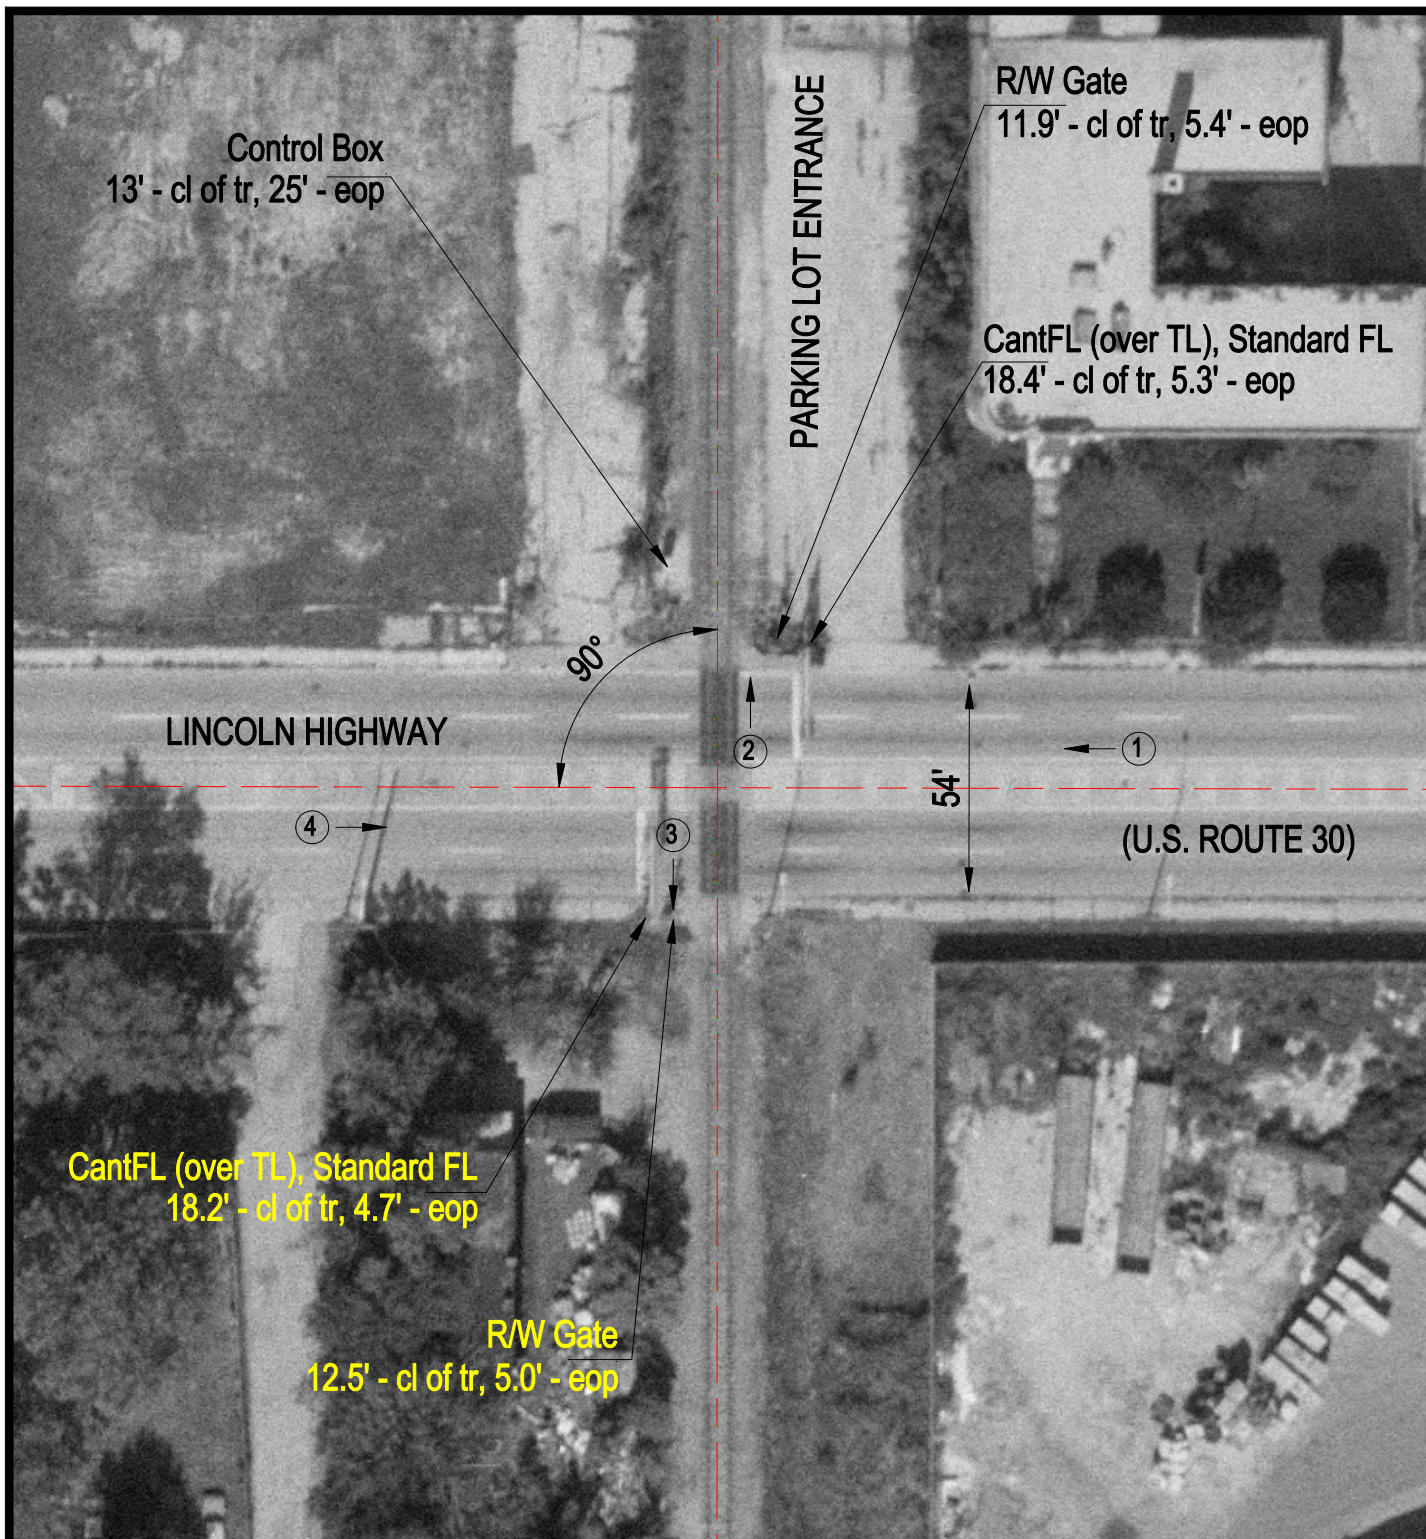 R/W Gate
11.9' - cl of tr, 5.4' - eop
Control Box
13' - cl of tr, 25' - eop
PARKING LOT ENTRANCE
CantFL (over TL), Standard FL
18.4' - cl of tr, 5.3' - eop
90°
LINCOLN HIGHWAY
2
1
54'
4
3
(U.S. ROUTE 30)
CantFL (over TL), Standard FL
18.2' - cl of tr, 4.7' - eop
R/W Gate
12.5' - cl of tr, 5.0' - eop